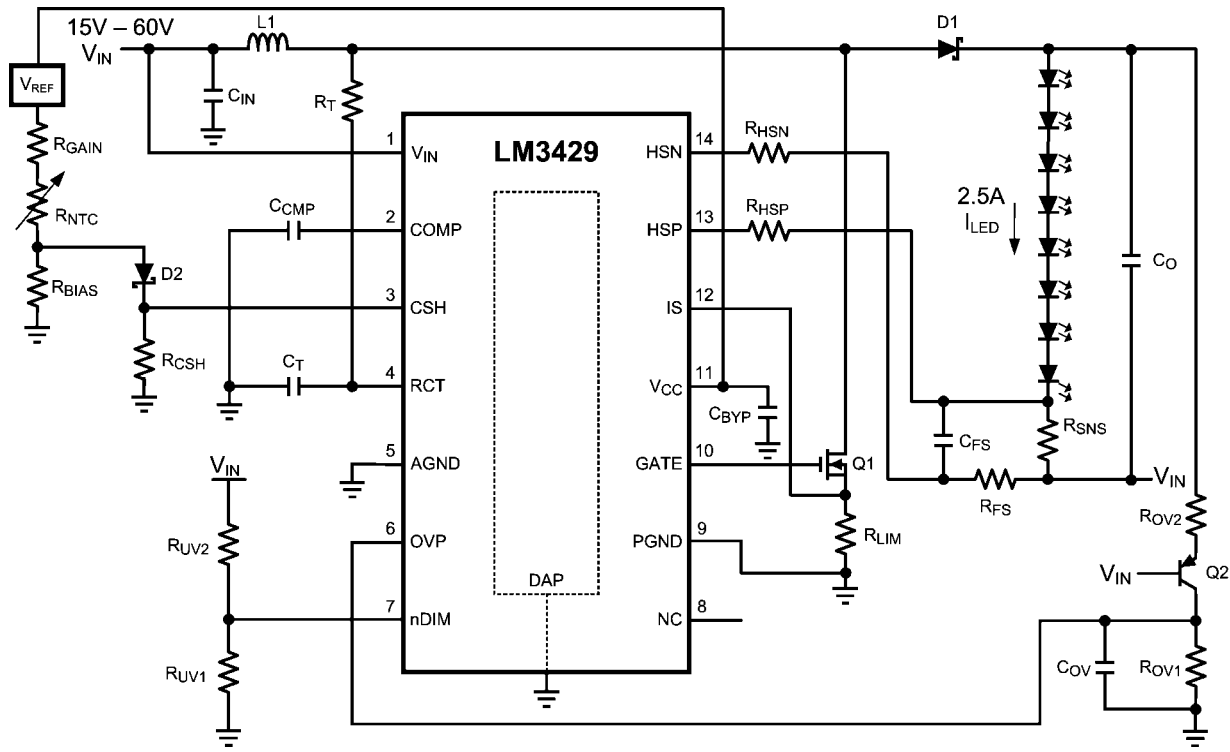 15V – 60V
VIN
L1
D1
VREF
CIN
RT
RGAIN
RNTC
RBIAS
D2
RCSH
CCMP
CT
LM3429
1
VIN
2
COMP
3
CSH
4
RCT
5
AGND
6
OVP
7
nDIM
DAP
14
HSN
13
HSP
12
IS
11
VCC
10
GATE
9
PGND
8
NC
RHSN
RHSP
2.5A
ILED
CO
CBYP
Q1
RLIM
CFS
RSNS
RFS
VIN
ROV2
VIN
Q2
COV
ROV1
VIN
RUV2
RUV1